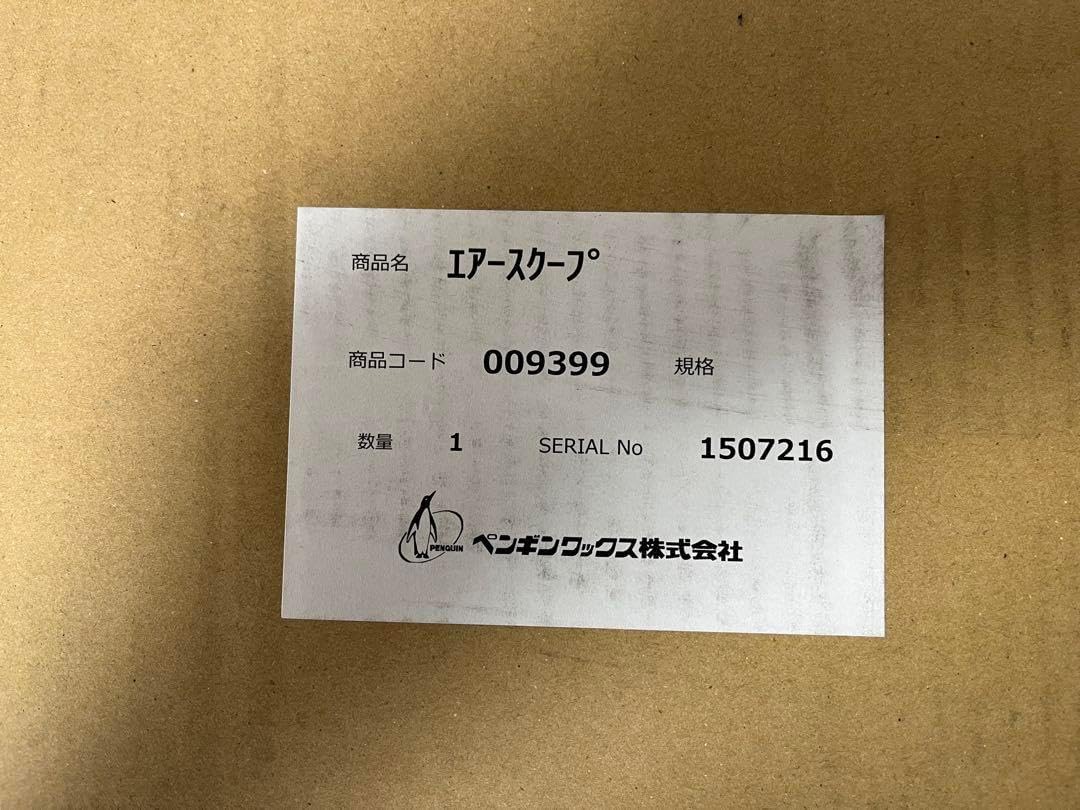 商品名 ｴｱｰｽｸｰﾌﾟ
商品コード 009399 規格
数量 1 SERIAL No 1507216
PENGUIN ペンギンワックス株式会社